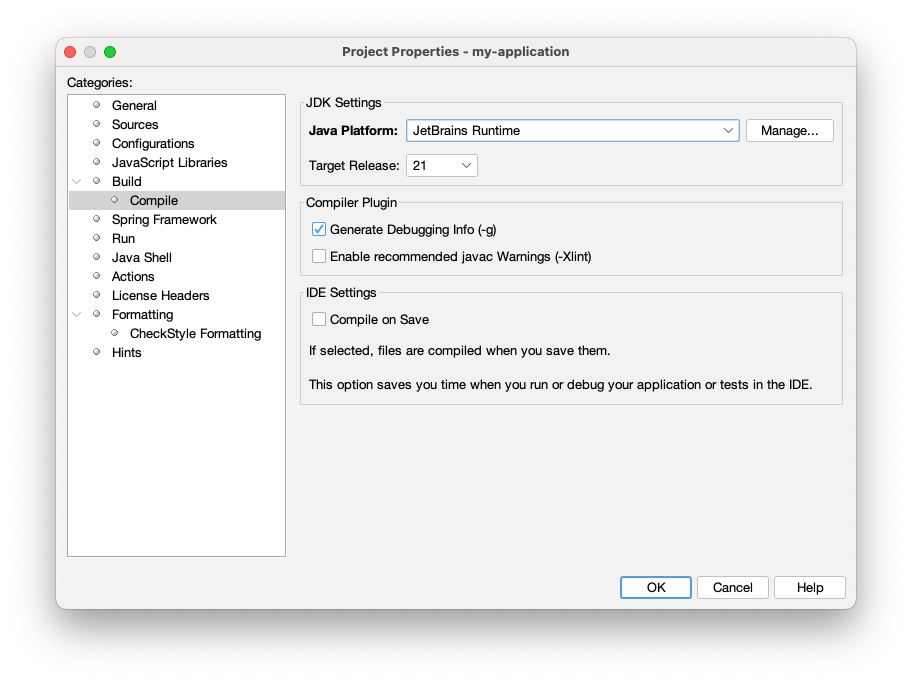 Project Properties - my-application
Categories:
General
Sources
Configurations
JavaScript Libraries
Build
Compile
Spring Framework
Run
Java Shell
Actions
License Headers
Formatting
CheckStyle Formatting
Hints
JDK Settings
Java Platform: JetBrains Runtime Manage...
Target Release: 21
Compiler Plugin
Generate Debugging Info (-g)
Enable recommended javac Warnings (-Xlint)
IDE Settings
Compile on Save
If selected, files are compiled when you save them.
This option saves you time when you run or debug your application or tests in the IDE.
OK Cancel Help